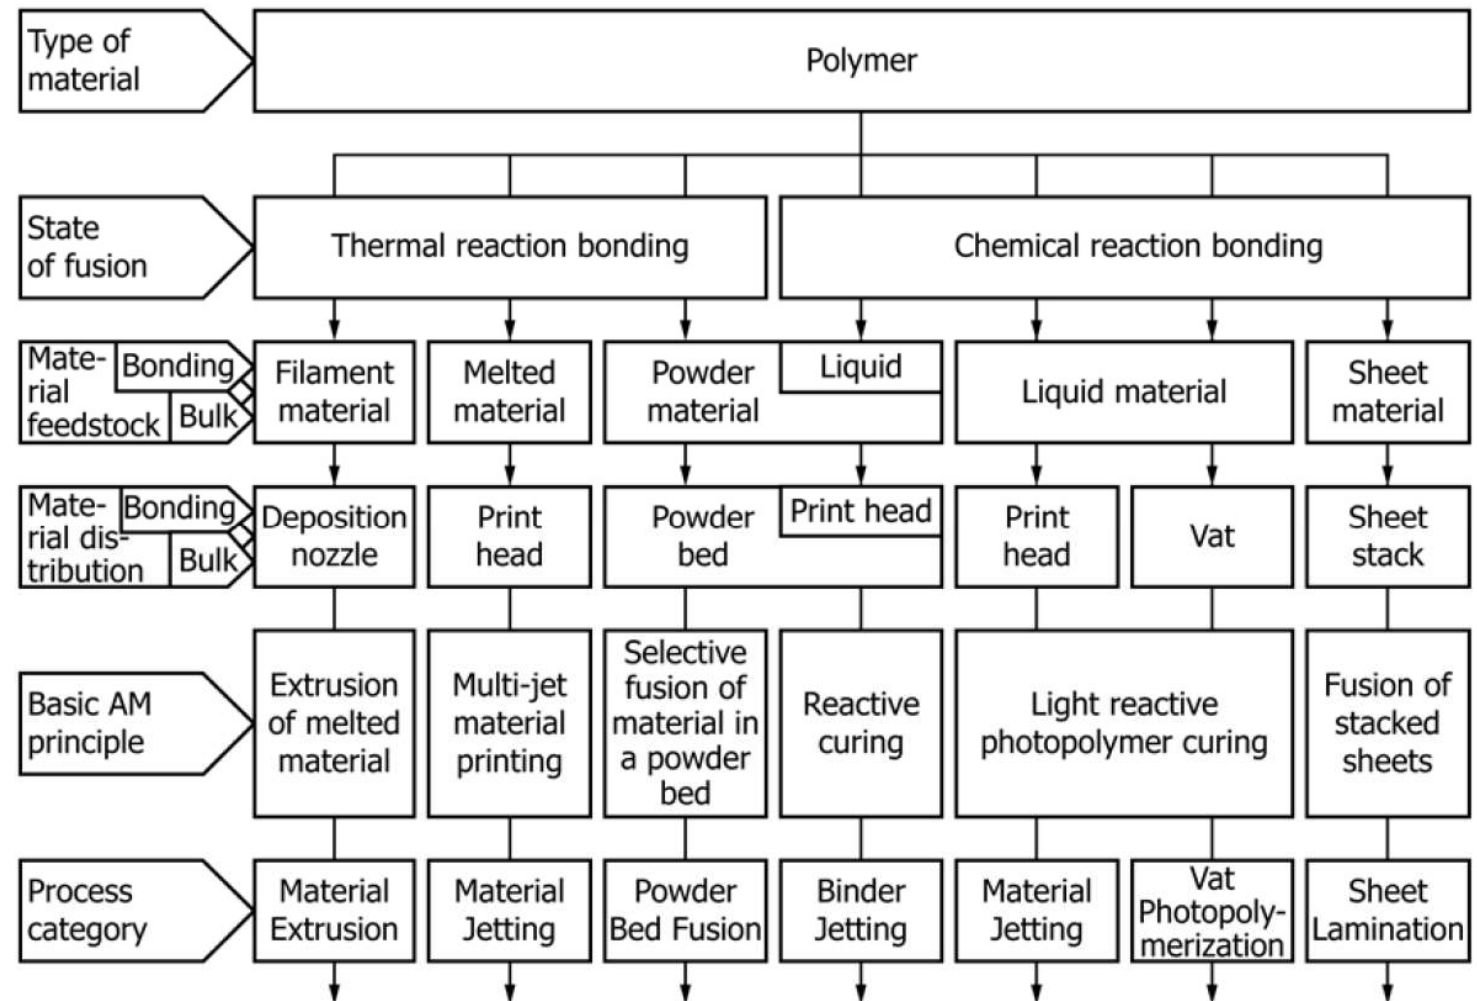 Type of
material
Polymer
State
of fusion
Thermal reaction bonding
Chemical reaction bonding
Mate-
rial
feedstock
Bonding
Bulk
Filament
material
Melted
material
Powder
material
Liquid
Liquid material
Sheet
material
Mate-
rial dis-
tribution
Bonding
Bulk
Deposition
nozzle
Print
head
Powder
bed
Print head
Print
head
Vat
Sheet
stack
Basic AM
principle
Extrusion
of melted
material
Multi-jet
material
printing
Selective
fusion of
material in
a powder
bed
Reactive
curing
Light reactive
photopolymer curing
Fusion of
stacked
sheets
Process
category
Material
Extrusion
Material
Jetting
Powder
Bed Fusion
Binder
Jetting
Material
Jetting
Vat
Photopoly-
merization
Sheet
Lamination